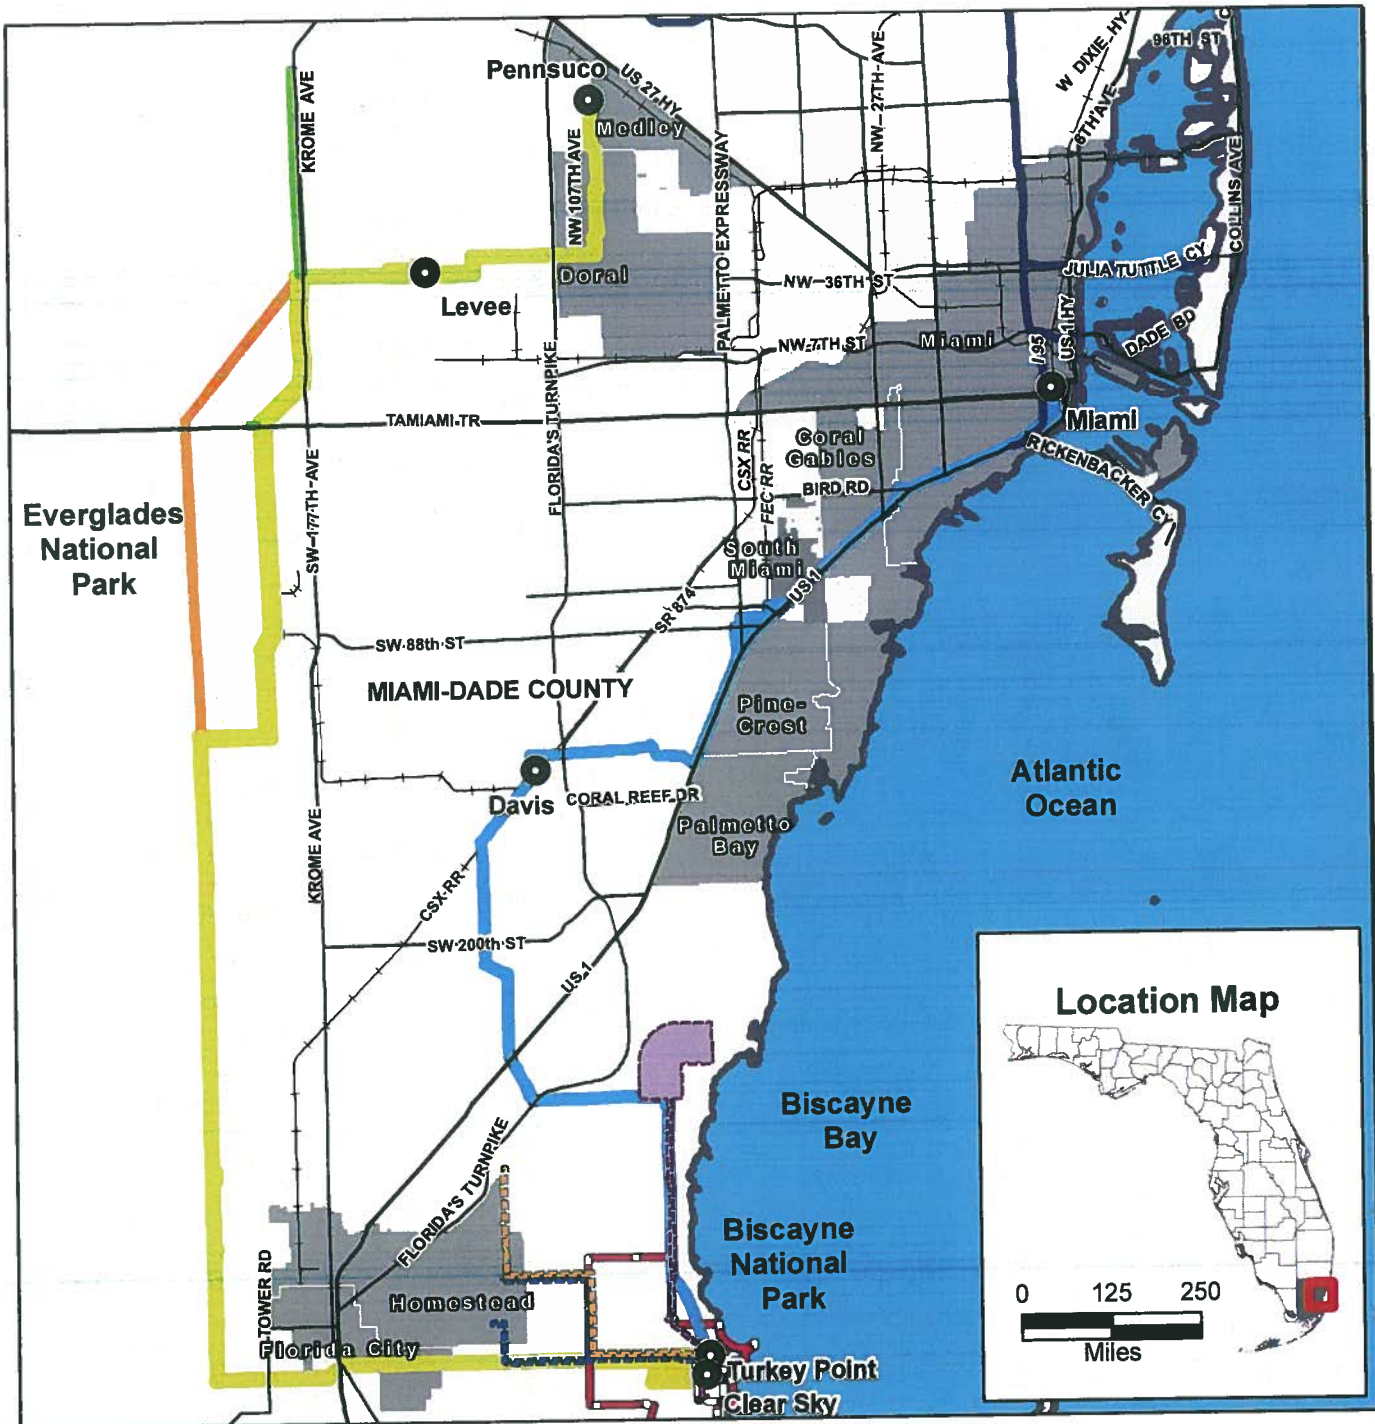 Pennsuco
US 27 HY
Medley
KROME AVE
NW 107TH AVE
PALMETTO EXPRESSWAY
NW 27TH AVE
W DIXIE HY
6TH AVE
96TH ST
COLLINS AVE
Doral
Levee
NW 36TH ST
JULIA TUTTLE CY
NW 7TH ST
Miami
I 95
US 1 HY
DADE BD
FLORIDA'S TURNPIKE
TAMIAMI TR
Miami
Coral
Gables
CSX RR
FEC RR
BIRD RD
RICKENBACKER CY
Everglades
National
Park
SW 177TH AVE
South
Miami
US 1
SR 874
SW 88th ST
MIAMI-DADE COUNTY
Pine-
Crest
Atlantic
Ocean
Davis
CORAL REEF DR
Palmetto
Bay
KROME AVE
CSX RR
SW 200th ST
US 1
Location Map
Biscayne
Bay
FLORIDA'S TURNPIKE
Biscayne
National
Park
TOWER RD
Homestead
Florida City
Turkey Point
Clear Sky
0 125 250
Miles